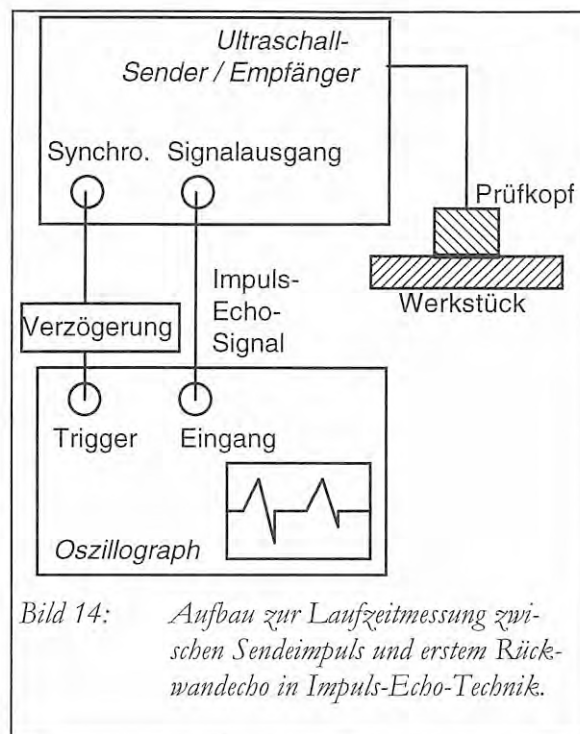 Ultraschall-
Sender / Empfänger
Synchro. Signalausgang
Prüfkopf
Werkstück
Impuls-
Echo-
Signal
Verzögerung
Trigger Eingang
Oszillograph
Bild 14: Aufbau zur Laufzeitmessung zwi-
schen Sendeimpuls und erstem Rück-
wandecho in Impuls-Echo-Technik.